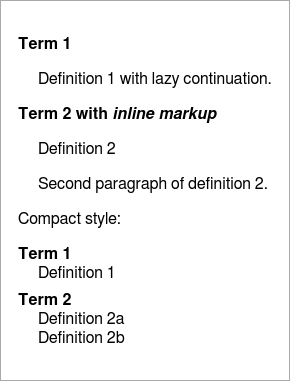 Term 1
Definition 1 with lazy continuation.
Term 2 with inline markup
Definition 2
Second paragraph of definition 2.
Compact style:
Term 1
Definition 1
Term 2
Definition 2a
Definition 2b